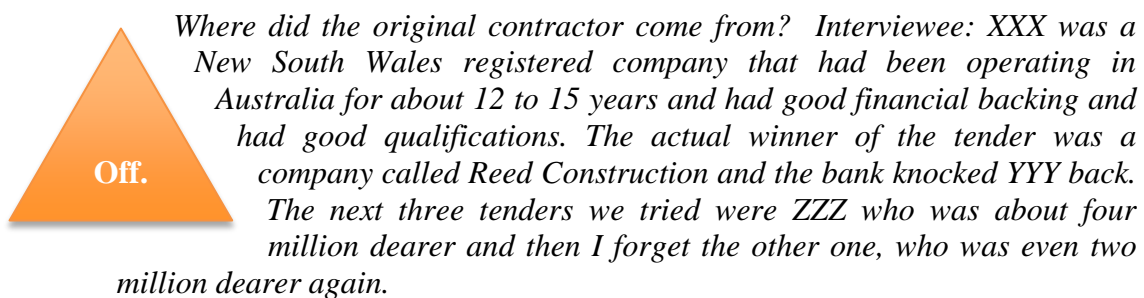 Where did the original contractor come from? Interviewee: XXX was a
New South Wales registered company that had been operating in
Australia for about 12 to 15 years and had good financial backing and
had good qualifications. The actual winner of the tender was a
Off.
company called Reed Construction and the bank knocked YYY back.
The next three tenders we tried were ZZZ who was about four
million dearer and then I forget the other one, who was even two
million dearer again.